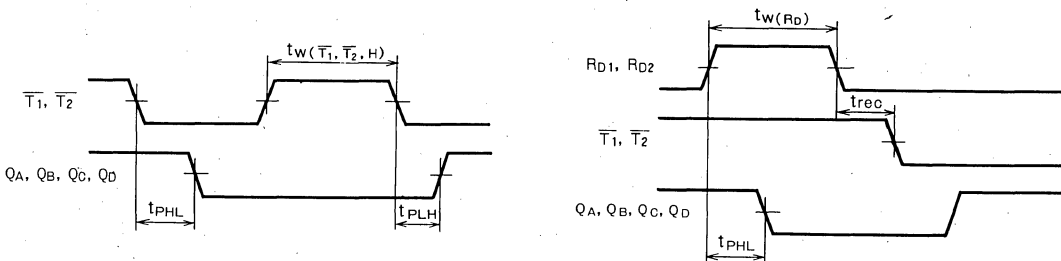 tW(T̅1̅, T̅2̅, H)
T̅1̅, T̅2̅
QA, QB, QC, QD
tPHL
tPLH
tW(RD)
RD1, RD2
trec
T̅1̅, T̅2̅
QA, QB, QC, QD
tPHL